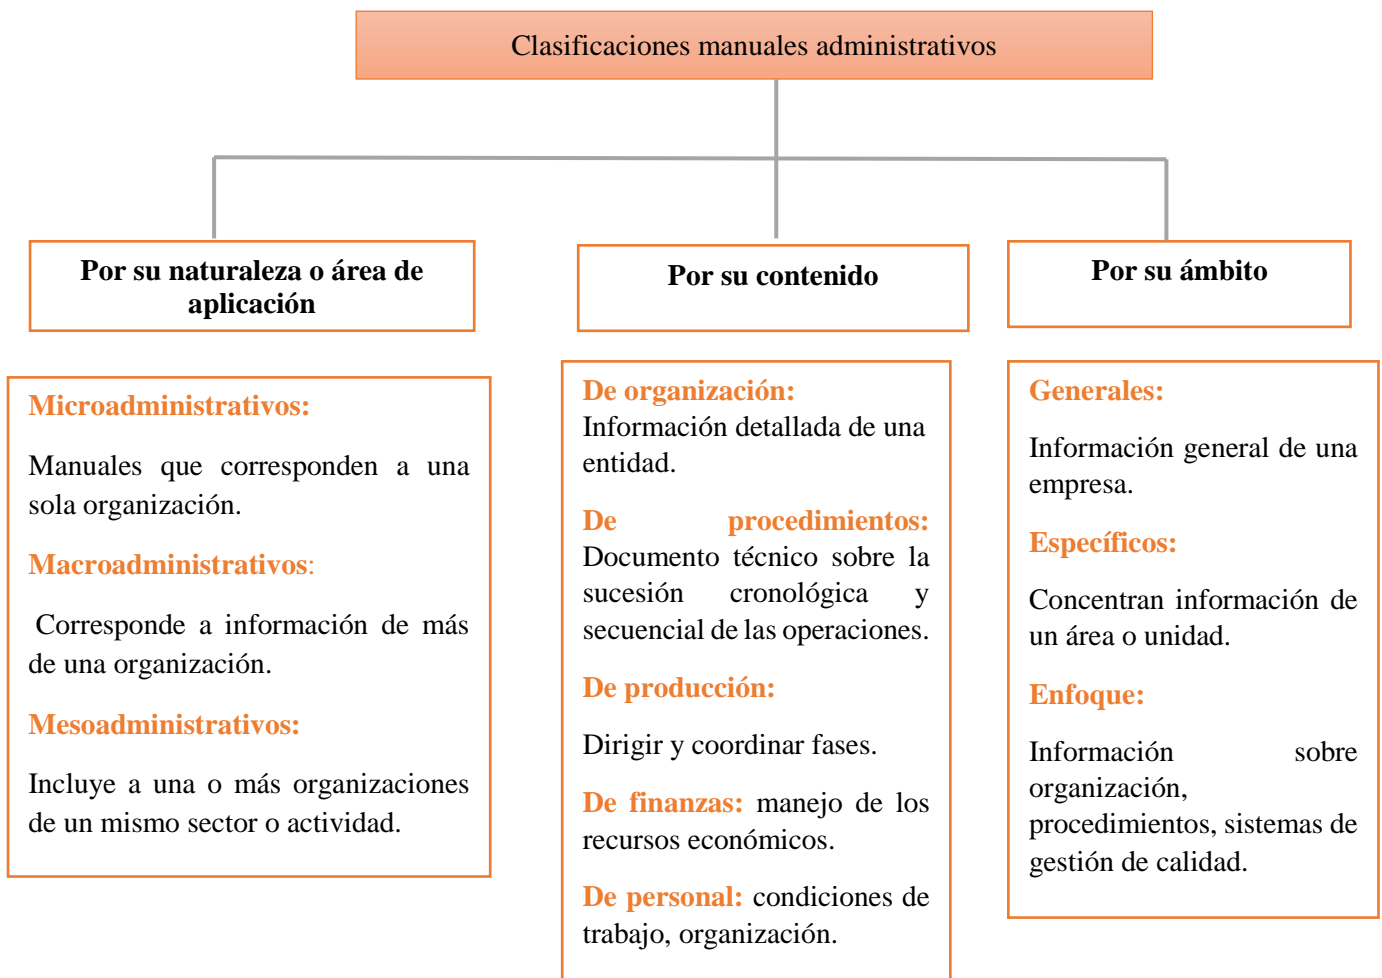 Clasificaciones manuales administrativos
Por su naturaleza o área de
aplicación
Microadministrativos:
Manuales que corresponden a una
sola organización.
Macroadministrativos:
Corresponde a información de más
de una organización.
Mesoadministrativos:
Incluye a una o más organizaciones
de un mismo sector o actividad.
Por su contenido
De organización:
Información detallada de una
entidad.
De procedimientos:
Documento técnico sobre la
sucesión cronológica y
secuencial de las operaciones.
De producción:
Dirigir y coordinar fases.
De finanzas: manejo de los
recursos económicos.
De personal: condiciones de
trabajo, organización.
Por su ámbito
Generales:
Información general de una
empresa.
Específicos:
Concentran información de
un área o unidad.
Enfoque:
Información sobre
organización,
procedimientos, sistemas de
gestión de calidad.